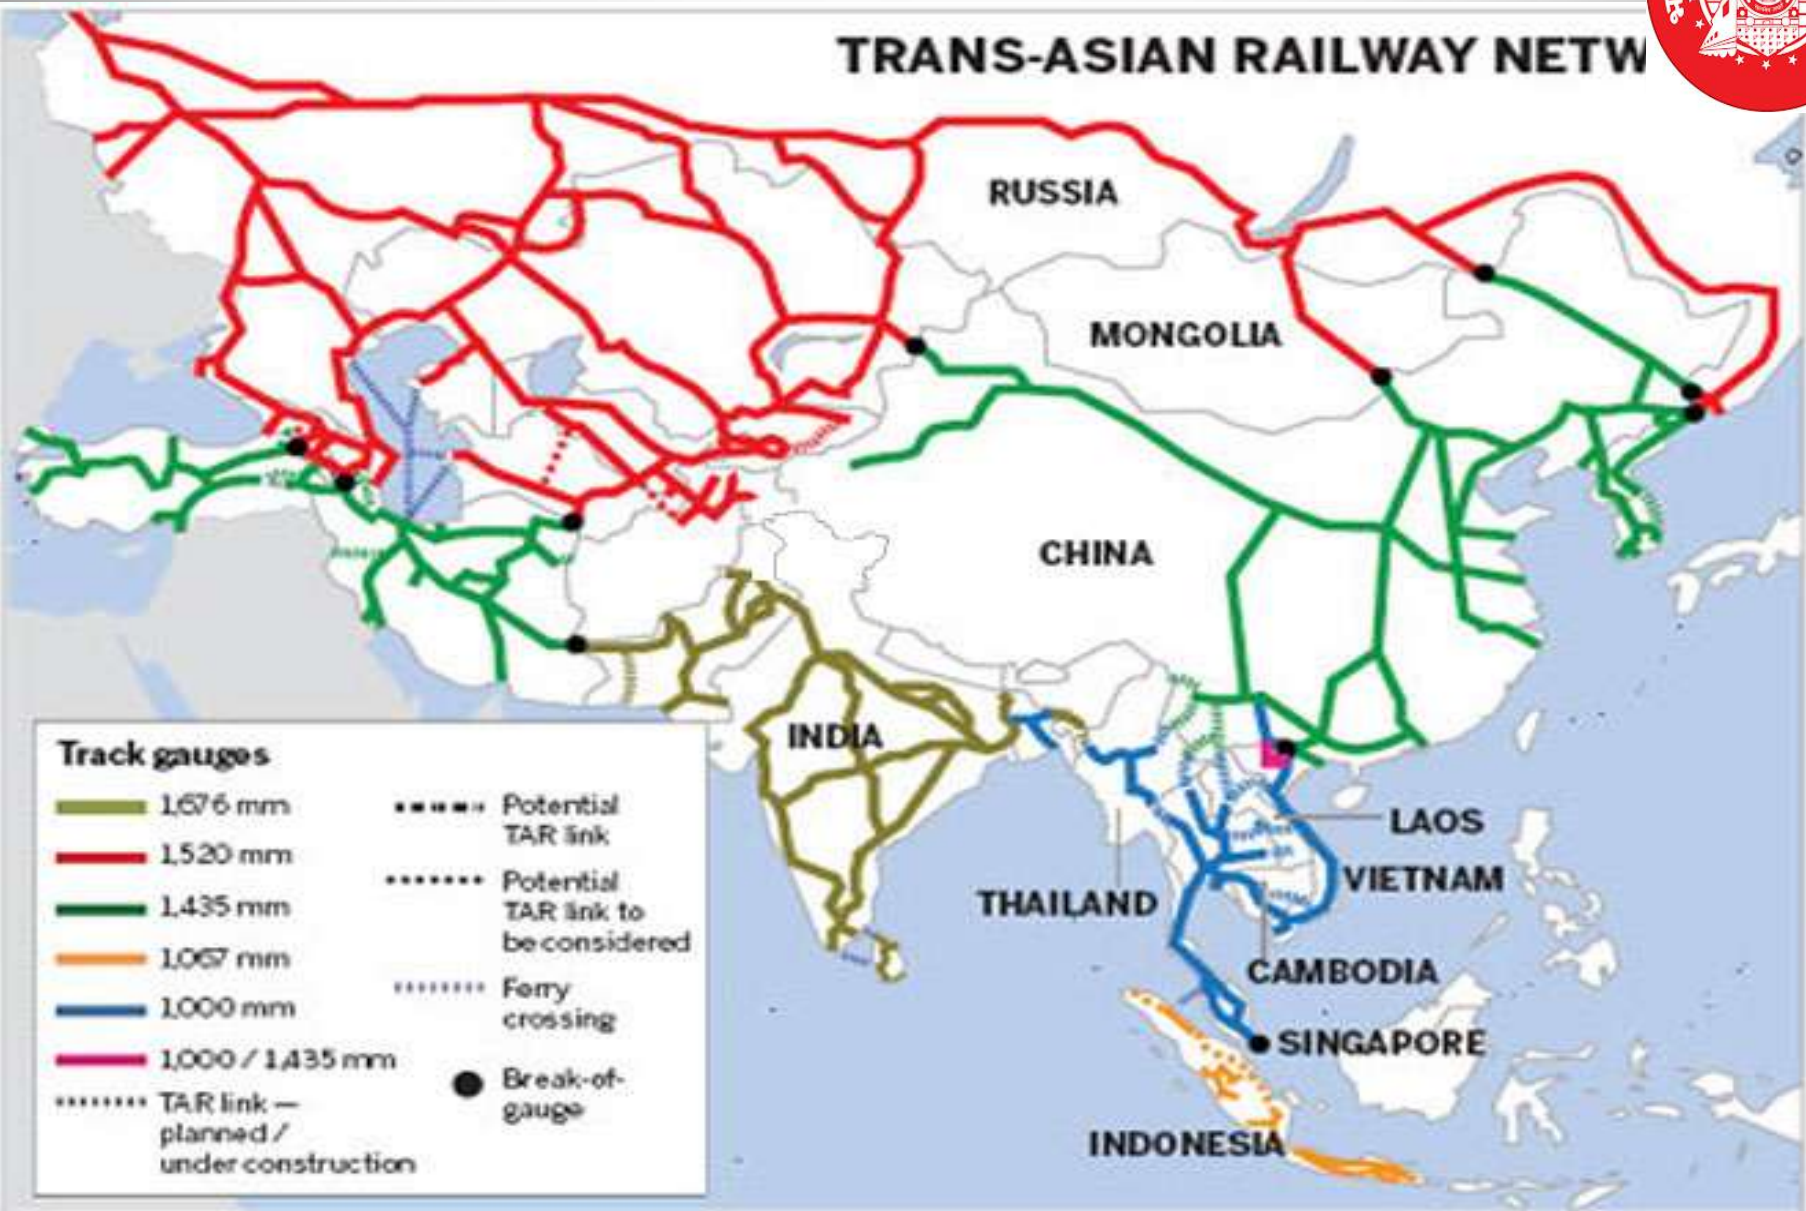 TRANS-ASIAN RAILWAY NETW
RUSSIA
MONGOLIA
CHINA
INDIA
LAOS
VIETNAM
THAILAND
CAMBODIA
SINGAPORE
INDONESIA
Track gauges
1,676 mm
1,520 mm
1,435 mm
1,067 mm
1,000 mm
1,000 / 1,435 mm
TAR link —
planned /
under construction
Potential
TAR link
Potential
TAR link to
be considered
Ferry
crossing
Break-of-
gauge